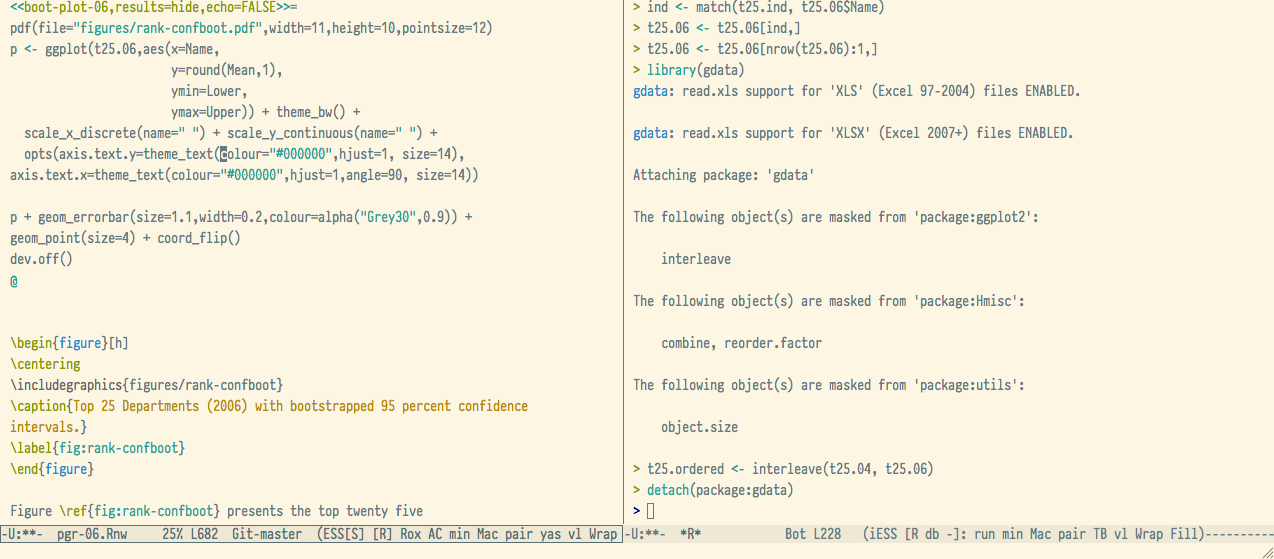 <<boot-plot-06,results=hide,echo=FALSE>>=
pdf(file="figures/rank-confboot.pdf",width=11,height=10,pointsize=12)
p <- ggplot(t25.06,aes(x=Name,
y=round(Mean,1),
ymin=Lower,
ymax=Upper)) + theme_bw() +
scale_x_discrete(name=" ") + scale_y_continuous(name=" ") +
opts(axis.text.y=theme_text(colour="#000000",hjust=1, size=14),
axis.text.x=theme_text(colour="#000000",hjust=1,angle=90, size=14))
p + geom_errorbar(size=1.1,width=0.2,colour=alpha("Grey30",0.9)) +
geom_point(size=4) + coord_flip()
dev.off()
@
\begin{figure}[h]
\centering
\includegraphics{figures/rank-confboot}
\caption{Top 25 Departments (2006) with bootstrapped 95 percent confidence
intervals.}
\label{fig:rank-confboot}
\end{figure}
Figure \ref{fig:rank-confboot} presents the top twenty five
-U:**- pgr-06.Rnw 25% L682 Git-master (ESS[S] [R] Rox AC min Mac pair yas vl Wrap
> ind <- match(t25.ind, t25.06$Name)
> t25.06 <- t25.06[ind,]
> t25.06 <- t25.06[nrow(t25.06):1,]
> library(gdata)
gdata: read.xls support for 'XLS' (Excel 97-2004) files ENABLED.
gdata: read.xls support for 'XLSX' (Excel 2007+) files ENABLED.
Attaching package: 'gdata'
The following object(s) are masked from 'package:ggplot2':
interleave
The following object(s) are masked from 'package:Hmisc':
combine, reorder.factor
The following object(s) are masked from 'package:utils':
object.size
> t25.ordered <- interleave(t25.04, t25.06)
> detach(package:gdata)
>
-U:**- *R* Bot L228 (iESS [R db -]: run min Mac pair TB vl Wrap Fill)----------